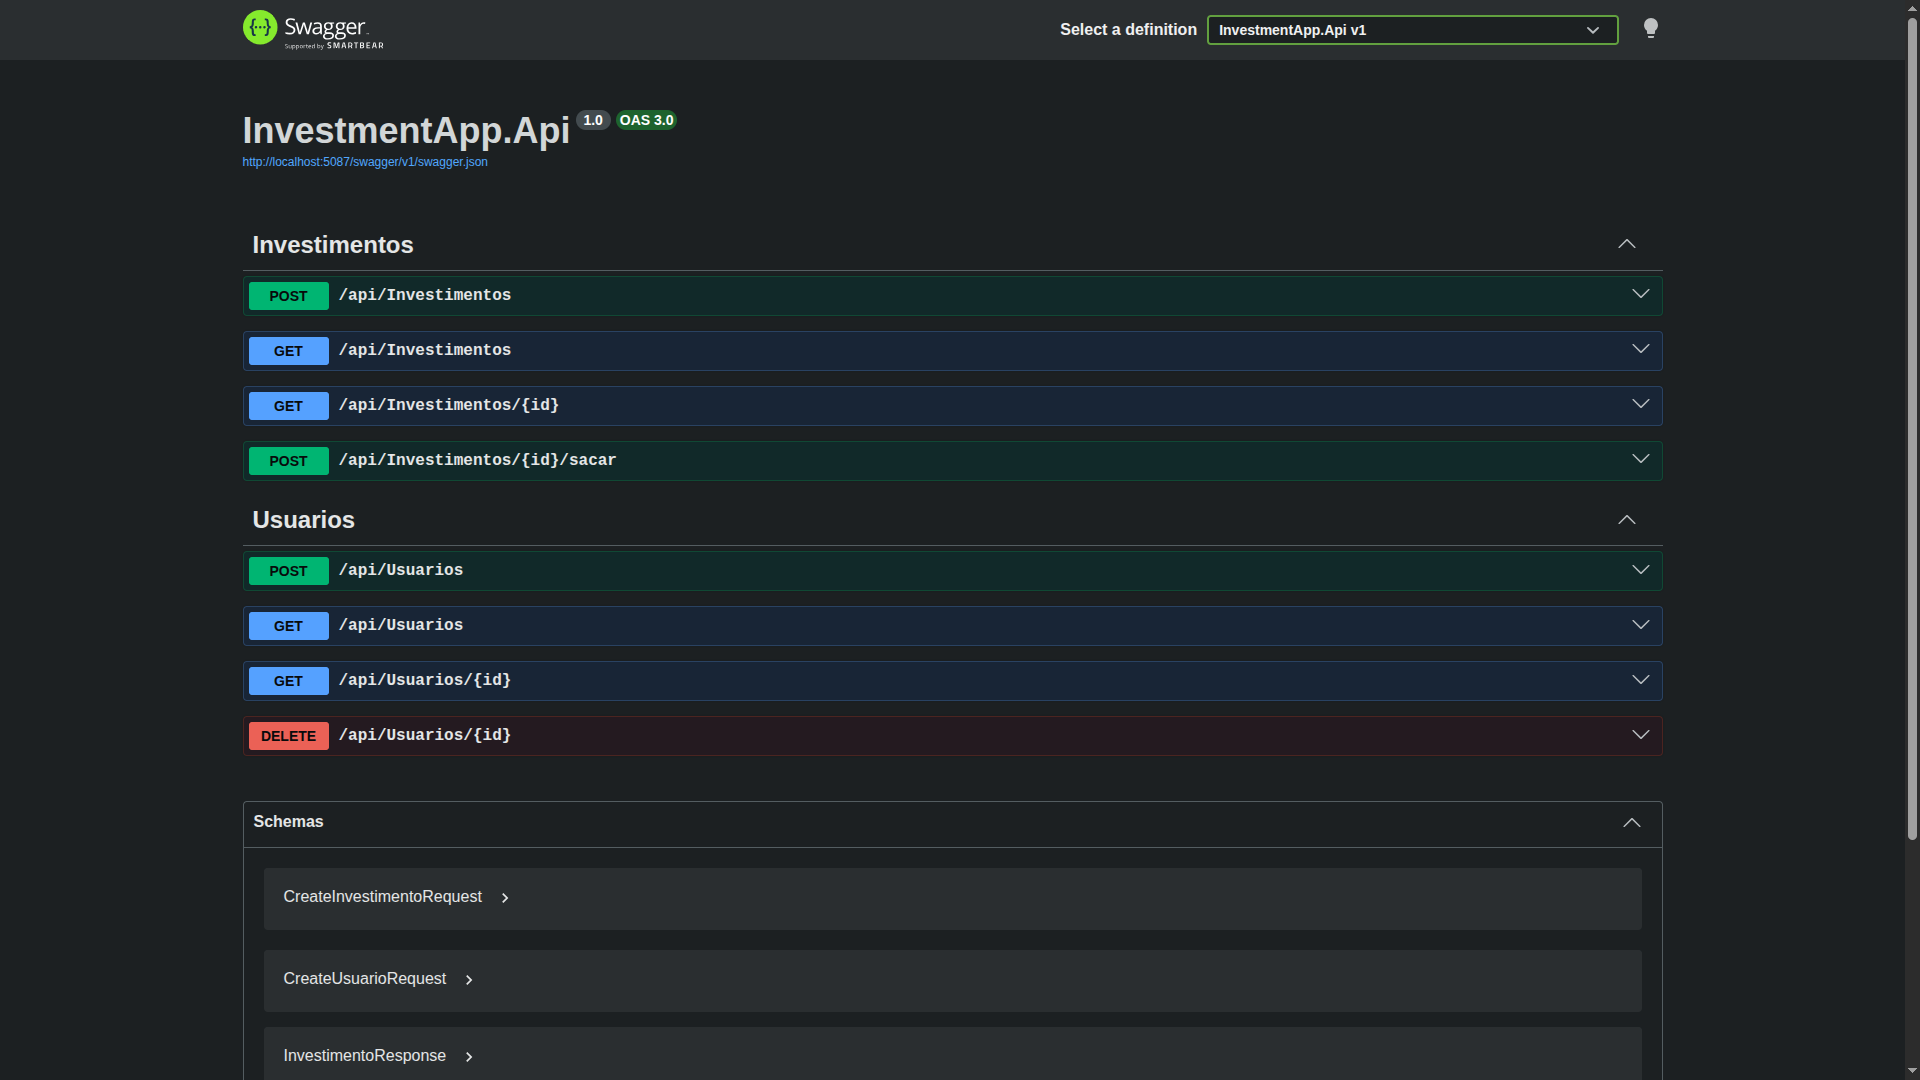 Swagger
Supported by SMARTBEAR
Select a definition
InvestmentApp.Api v1
InvestmentApp.Api 1.0 OAS 3.0
http://localhost:5087/swagger/v1/swagger.json
Investimentos
POST /api/Investimentos
GET /api/Investimentos
GET /api/Investimentos/{id}
POST /api/Investimentos/{id}/sacar
Usuarios
POST /api/Usuarios
GET /api/Usuarios
GET /api/Usuarios/{id}
DELETE /api/Usuarios/{id}
Schemas
CreateInvestimentoRequest
CreateUsuarioRequest
InvestimentoResponse